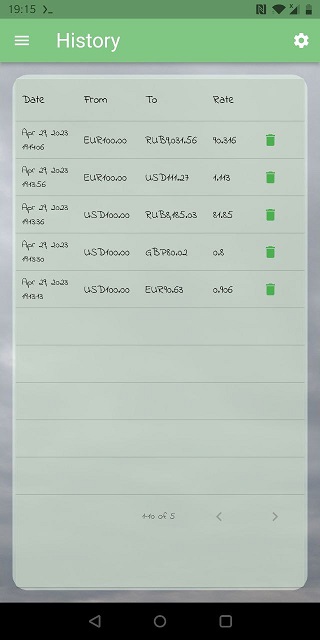 19:15
History
Date From To Rate
Apr 29, 2023
19:14:06 EUR100.00 RUB9,031.56 90.316
Apr 29, 2023
19:13:56 EUR100.00 USD111.27 1.113
Apr 29, 2023
19:13:36 USD100.00 RUB8,185.03 81.85
Apr 29, 2023
19:13:30 USD100.00 GBP80.02 0.8
Apr 29, 2023
19:13:13 USD100.00 EUR90.63 0.906
1-10 of 5